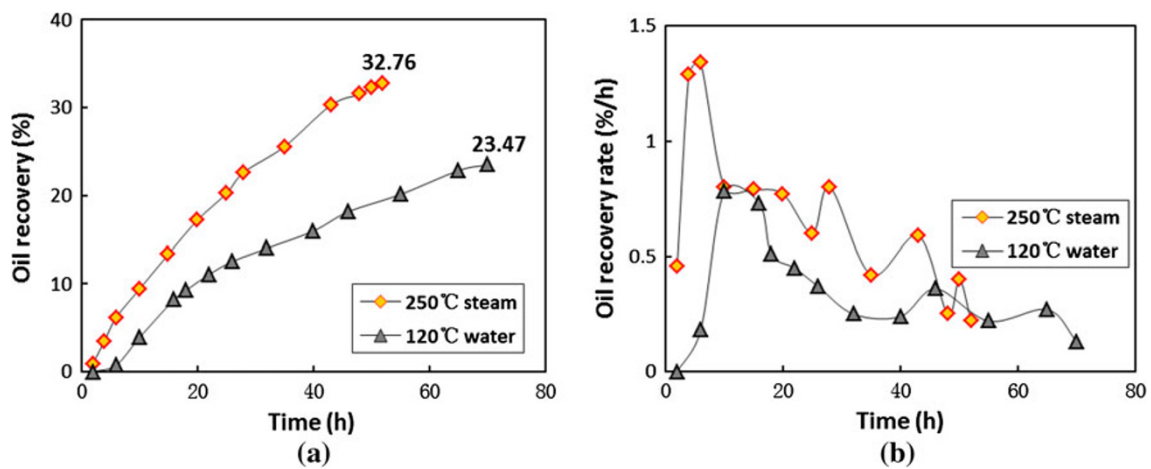 40
30
20
10
0
Oil recovery (%)
32.76
23.47
250℃ steam
120℃ water
0 20 40 60 80
Time (h)
(a)
1.5
1
0.5
0
Oil recovery rate (%/h)
250℃ steam
120℃ water
0 20 40 60 80
Time (h)
(b)